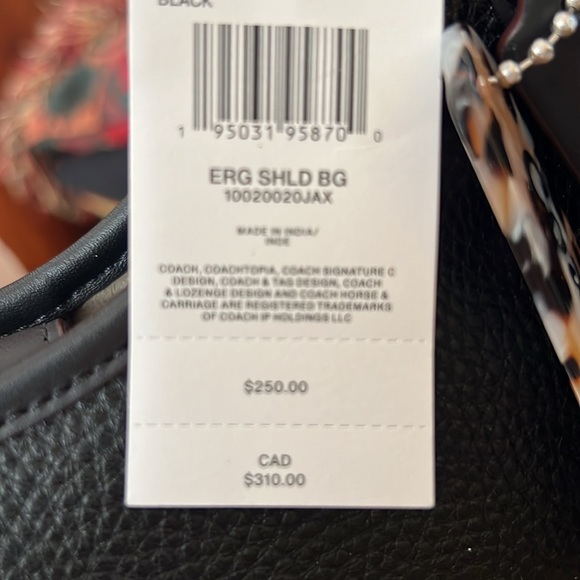 BLACK
1 95031 95870 0
ERG SHLD BG
10020020JAX
MADE IN INDIA/
INDE
COACH, COACHTOPIA, COACH SIGNATURE C
DESIGN, COACH & TAG DESIGN, COACH
& LOZENGE DESIGN AND COACH HORSE &
CARRIAGE ARE REGISTERED TRADEMARKS
OF COACH IP HOLDINGS LLC
$250.00
CAD
$310.00